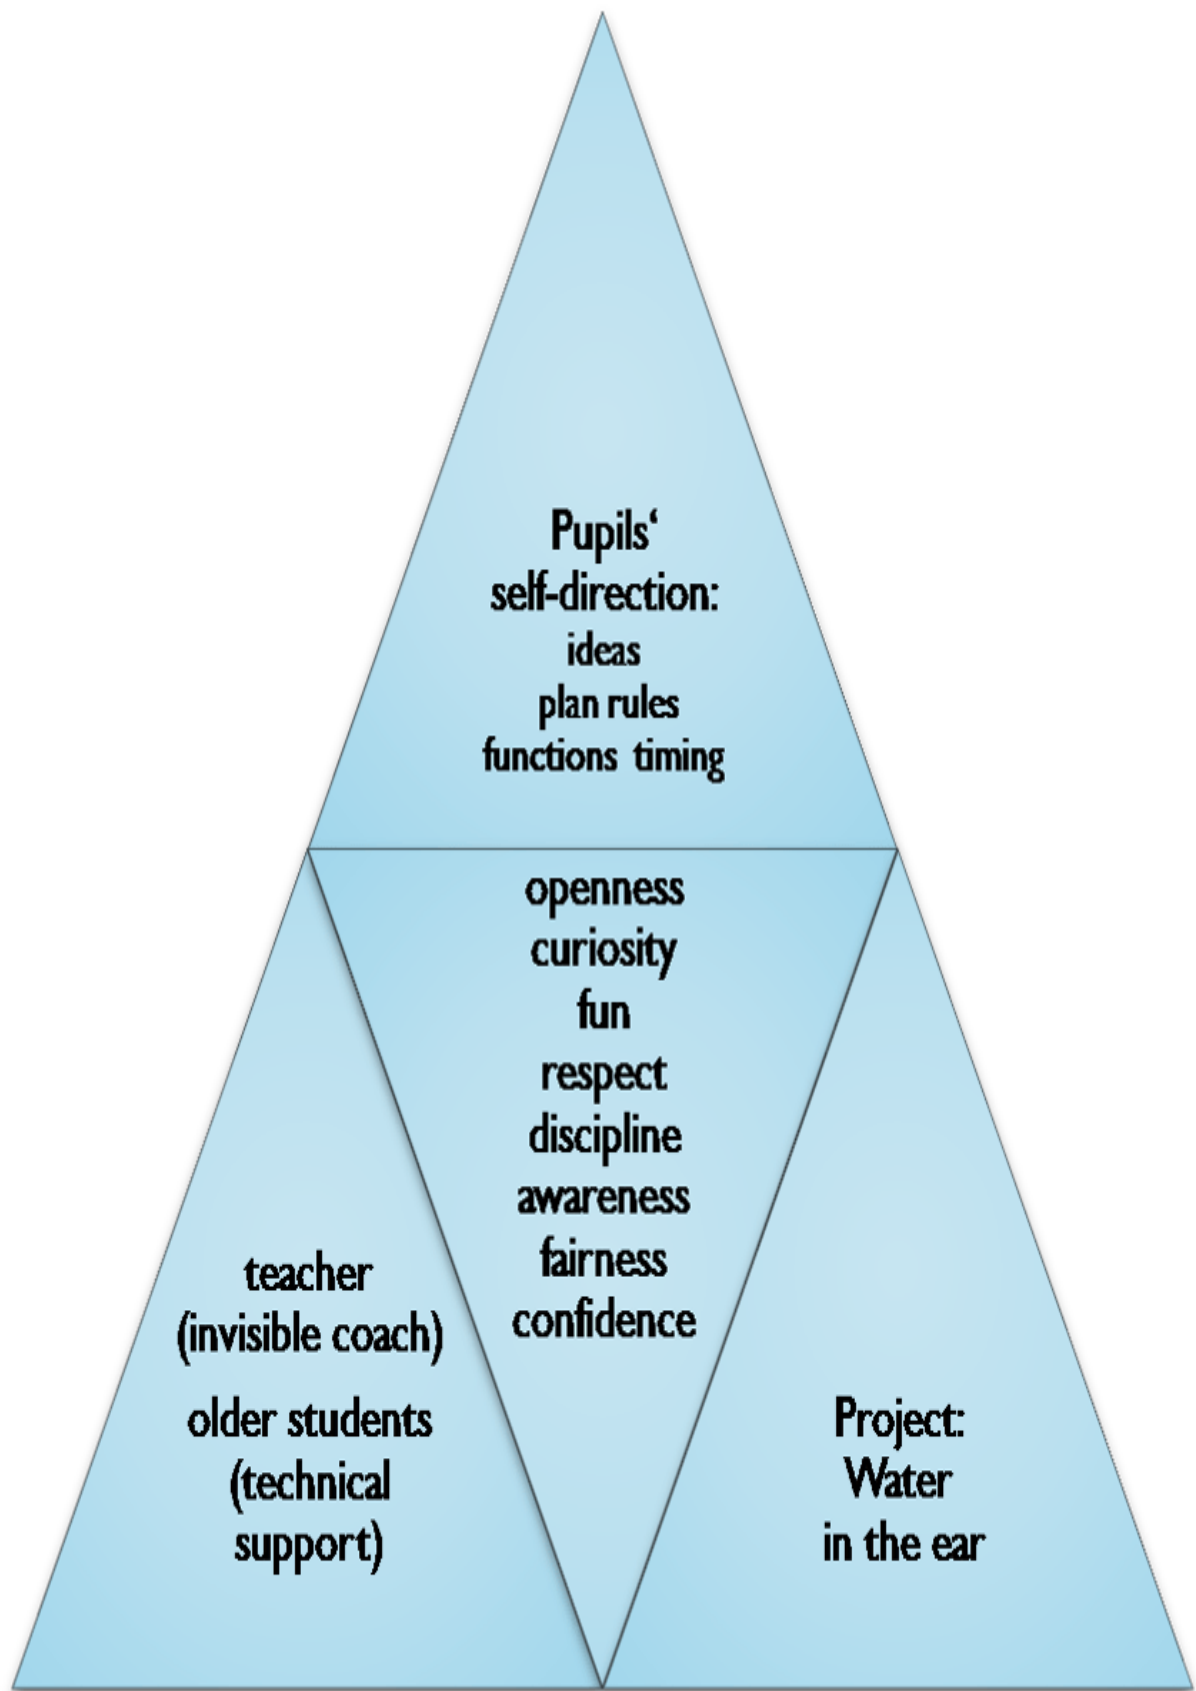 Pupils‘
self-direction:
ideas
plan rules
functions timing
openness
curiosity
fun
respect
discipline
awareness
fairness
confidence
teacher
(invisible coach)
older students
(technical
support)
Project:
Water
in the ear